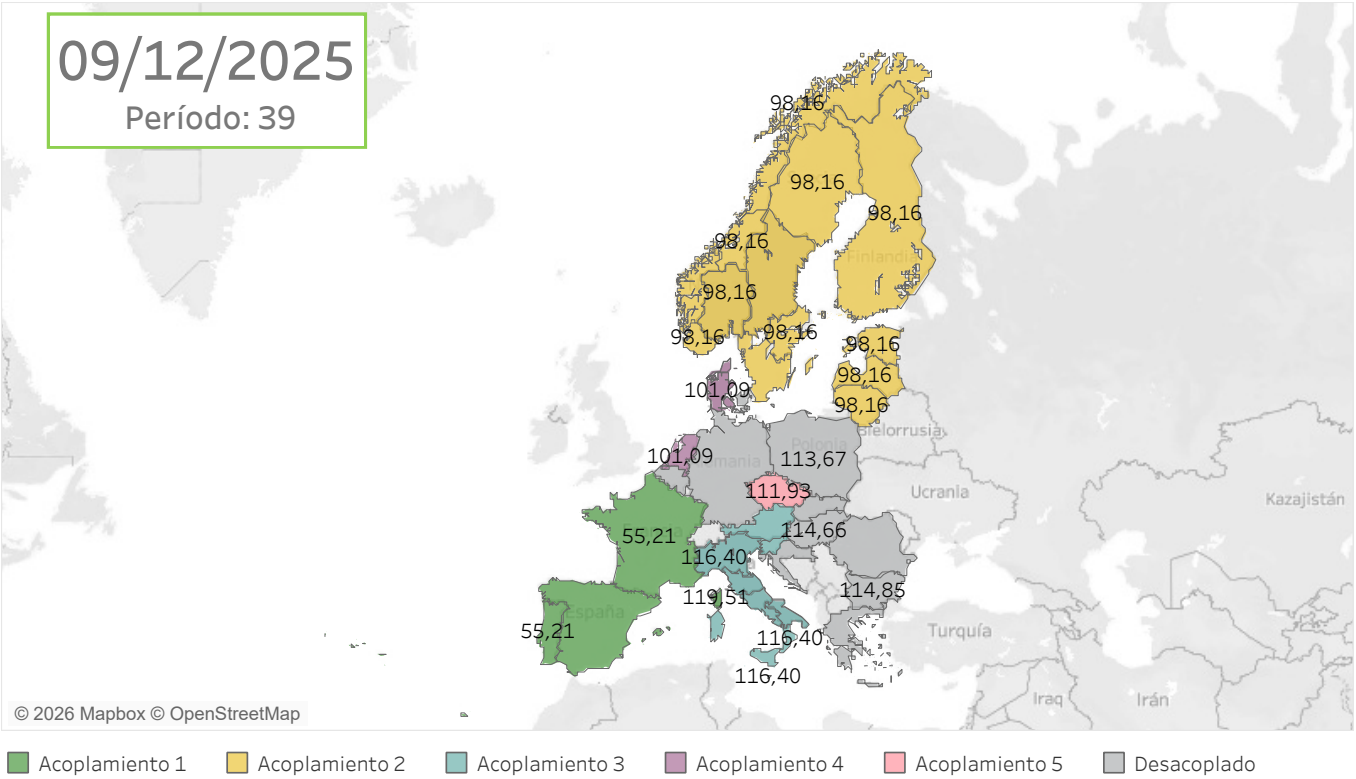 09/12/2025
Período: 39
98,16
98,16
98,16
98,16
Finlandia
98,16
98,16
98,16
98,16
98,16
98,16
101,09
Bielorrusia
Polonia
101,09
113,67
111,93
Ucrania
Kazajistán
55,21
114,66
116,40
114,85
119,51
España
55,21
Turquía
116,40
116,40
Iraq
Irán
© 2026 Mapbox © OpenStreetMap
Acoplamiento 1
Acoplamiento 2
Acoplamiento 3
Acoplamiento 4
Acoplamiento 5
Desacoplado